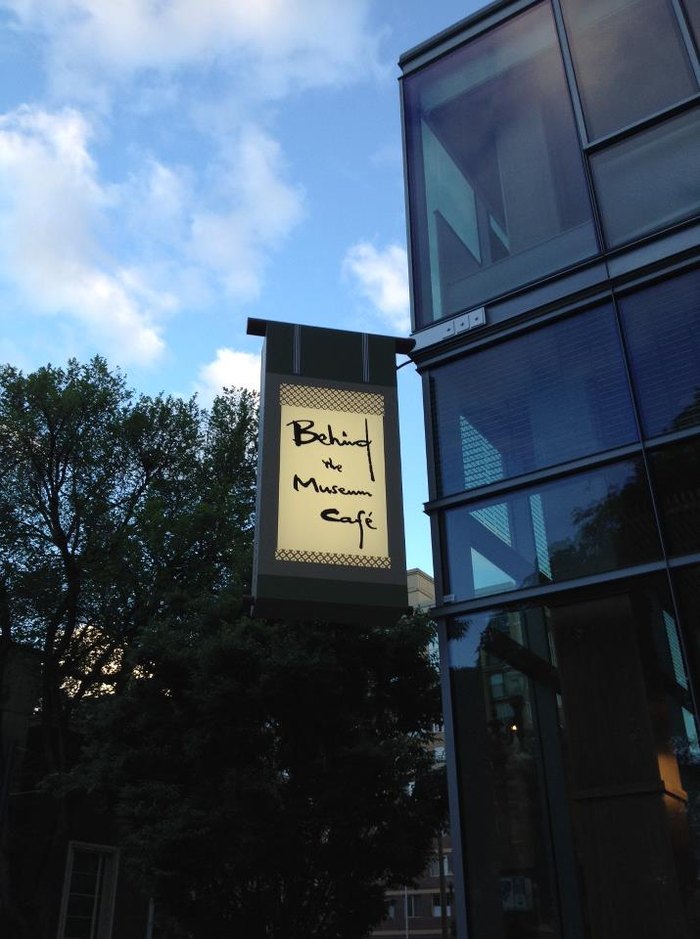 Behind
the
Museum
Café